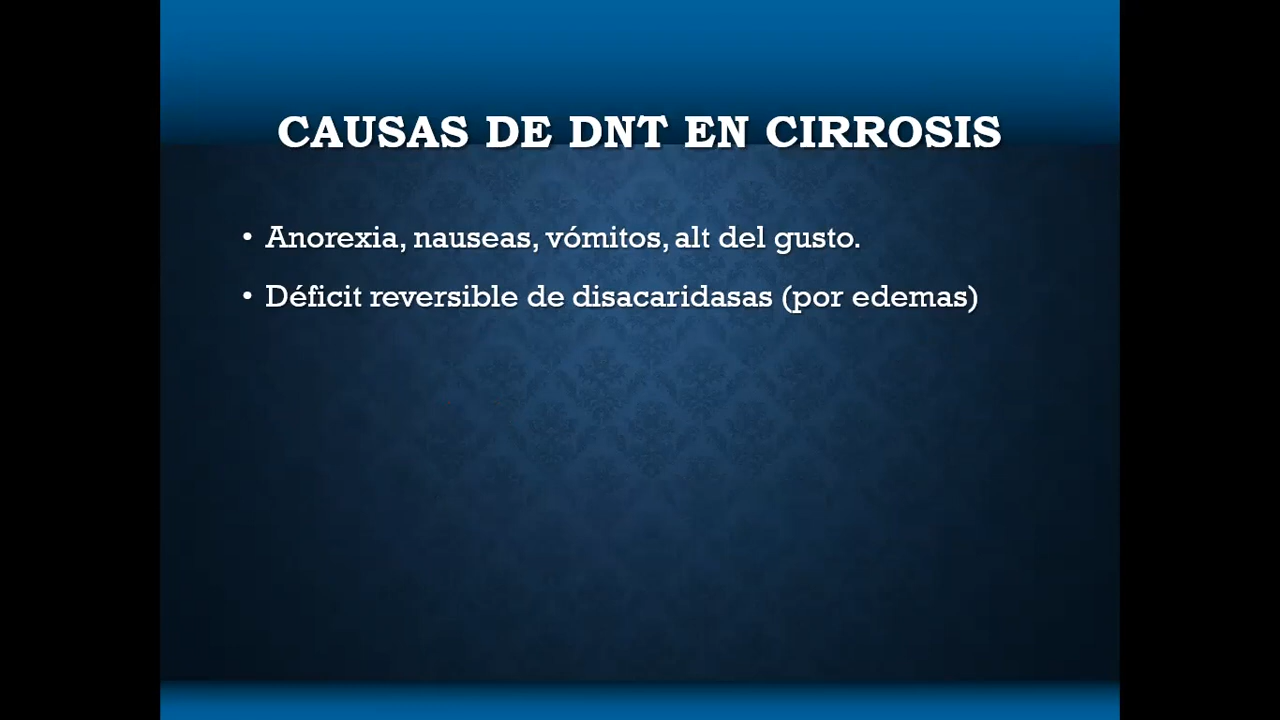 CAUSAS DE DNT EN CIRROSIS
• Anorexia, nauseas, vómitos, alt del gusto.
• Déficit reversible de disacaridasas (por edemas)